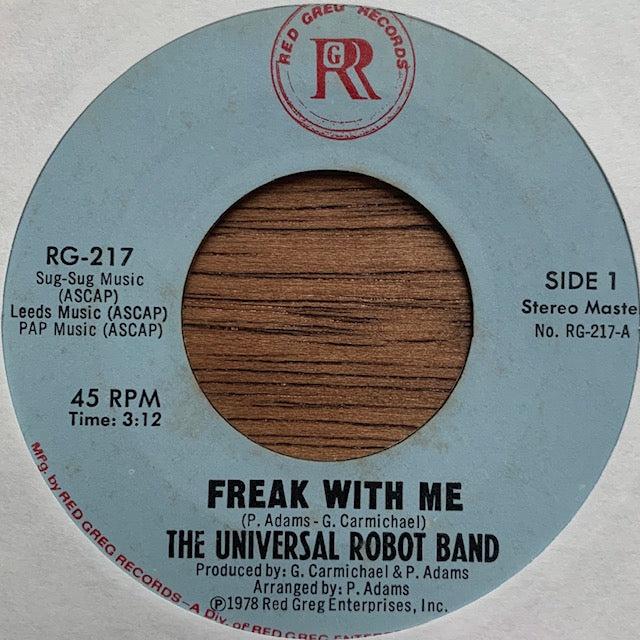 RED GREG RECORDS
RGR
RG-217
Sug-Sug Music
(ASCAP)
Leeds Music (ASCAP)
PAP Music (ASCAP)
45 RPM
Time: 3:12
SIDE 1
Stereo Maste
No. RG-217-A
FREAK WITH ME
(P. Adams - G. Carmichael)
THE UNIVERSAL ROBOT BAND
Produced by: G. Carmichael & P. Adams
Arranged by: P. Adams
Ⓟ©1978 Red Greg Enterprises, Inc.
Mfg. by RED GREG RECORDS-A Div. of RED GREG